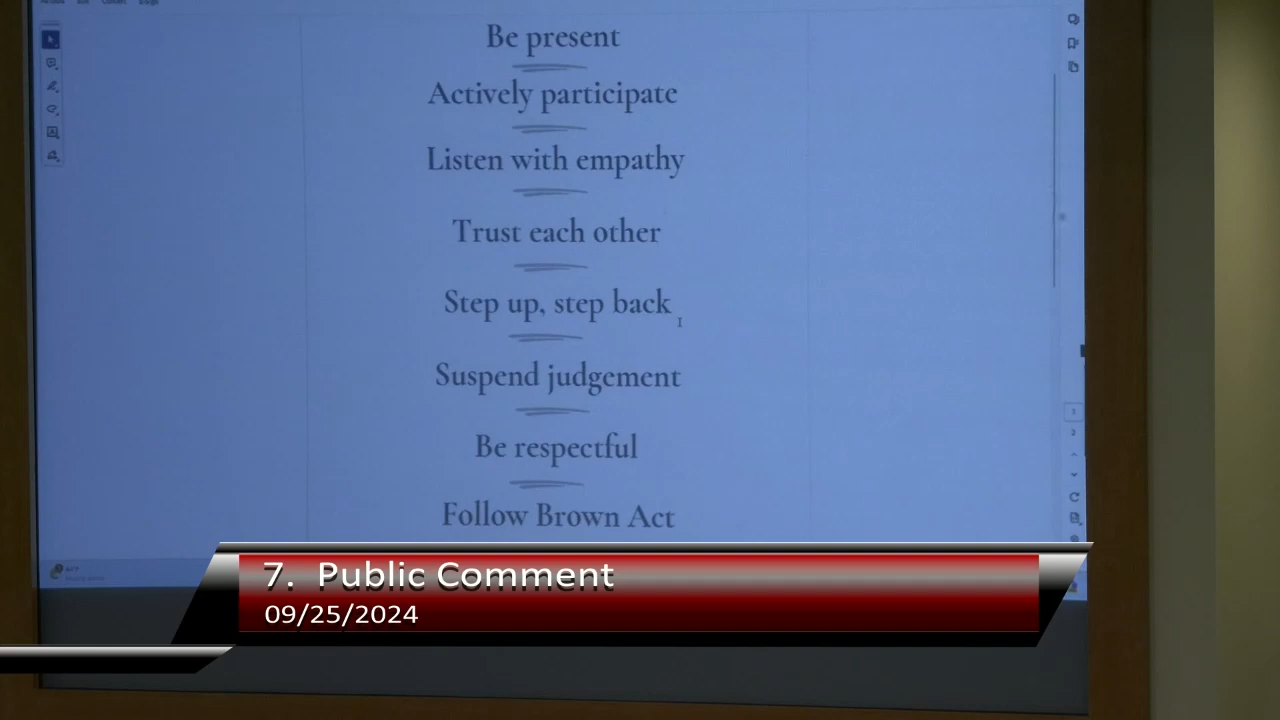 Be present
Actively participate
Listen with empathy
Trust each other
Step up, step back
Suspend judgement
Be respectful
Follow Brown Act
7. Public Comment
09/25/2024